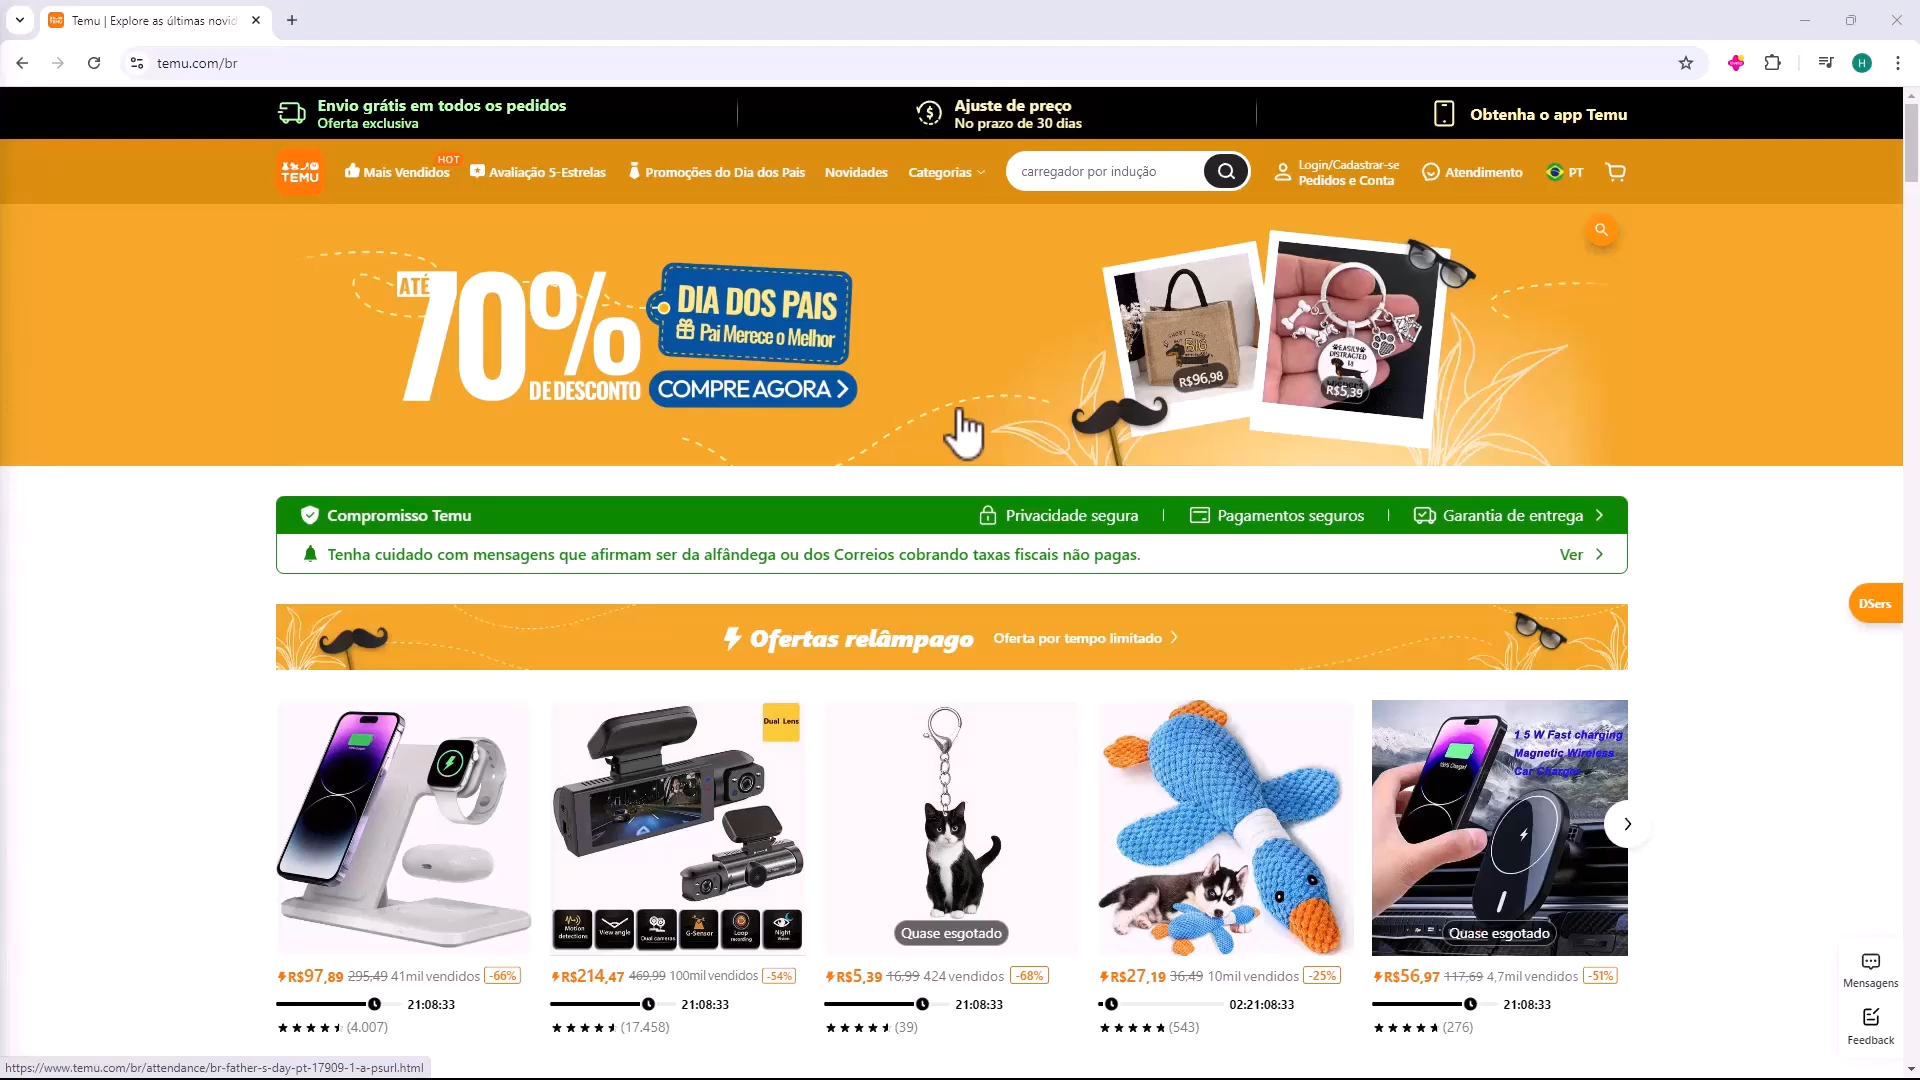 Temu | Explore as últimas novid
temu.com/br
H
Envio grátis em todos os pedidos
Oferta exclusiva
Ajuste de preço
No prazo de 30 dias
Obtenha o app Temu
TEMU
Mais Vendidos
HOT
Avaliação 5-Estrelas
Promoções do Dia dos Pais
Novidades
Categorias
carregador por indução
Login/Cadastrar-se
Pedidos e Conta
Atendimento
PT
ATÉ
70%
DE DESCONTO
DIA DOS PAIS
Pai Merece o Melhor
COMPRE AGORA
BIG
R$96,98
EASILY
DISTRACTED
R$5,39
Compromisso Temu
Privacidade segura
Pagamentos seguros
Garantia de entrega
Tenha cuidado com mensagens que afirmam ser da alfândega ou dos Correios cobrando taxas fiscais não pagas.
Ver
DSers
Ofertas relâmpago
Oferta por tempo limitado
Dual Lens
Motion detections
View angle
Dual cameras
G-Sensor
Loop recording
Night Vision
Quase esgotado
1 5 W Fast charging
Magnetic Wireless
Car Charger
Quase esgotado
R$97,89 295,49 41mil vendidos -66%
21:08:33
(4.007)
R$214,47 469,99 100mil vendidos -54%
21:08:33
(17.458)
R$5,39 16,99 424 vendidos -68%
21:08:33
(39)
R$27,19 36,49 10mil vendidos -25%
02:21:08:33
(543)
R$56,97 117,69 4,7mil vendidos -51%
21:08:33
(276)
Mensagens
Feedback
https://www.temu.com/br/attendance/br-father-s-day-pt-17909-1-a-psurl.html